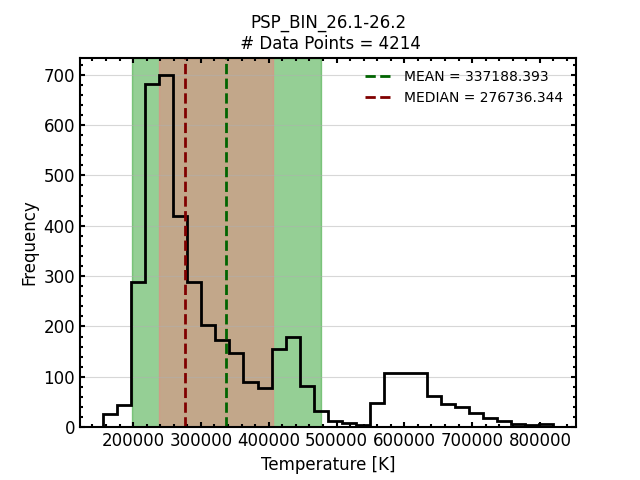 PSP_BIN_26.1-26.2
# Data Points = 4214
MEAN = 337188.393
MEDIAN = 276736.344
Frequency
700
600
500
400
300
200
100
0
200000 300000 400000 500000 600000 700000 800000
Temperature [K]